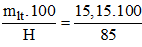 m_lt.100 / H = 15,15.100 / 85